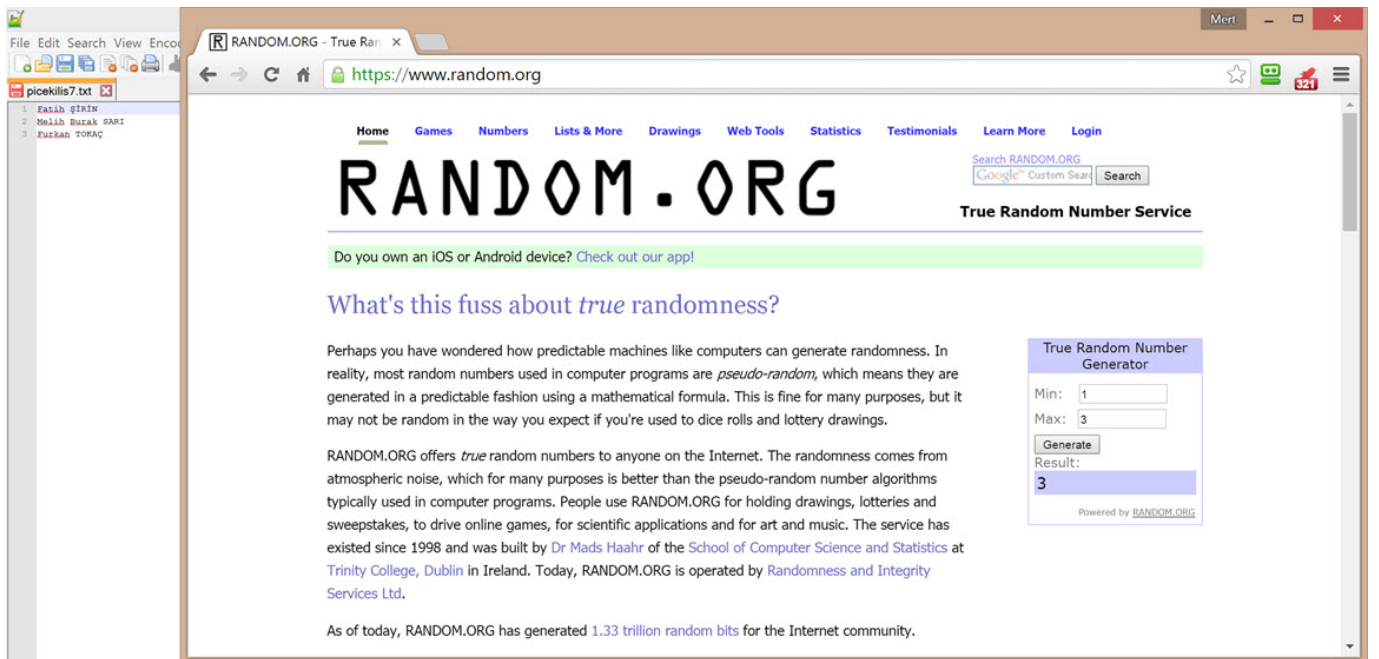 Mert
File Edit Search View Enco
picekilis7.txt
1 Fatih ŞİRİN
2 Melih Burak SARI
3 Furkan TOKAÇ
RANDOM.ORG - True Ran
https://www.random.org
321
Home Games Numbers Lists & More Drawings Web Tools Statistics Testimonials Learn More Login
RANDOM.ORG
Search RANDOM.ORG
Google™ Custom Sear Search
True Random Number Service
Do you own an iOS or Android device? Check out our app!
What's this fuss about true randomness?
Perhaps you have wondered how predictable machines like computers can generate randomness. In
reality, most random numbers used in computer programs are pseudo-random, which means they are
generated in a predictable fashion using a mathematical formula. This is fine for many purposes, but it
may not be random in the way you expect if you're used to dice rolls and lottery drawings.
RANDOM.ORG offers true random numbers to anyone on the Internet. The randomness comes from
atmospheric noise, which for many purposes is better than the pseudo-random number algorithms
typically used in computer programs. People use RANDOM.ORG for holding drawings, lotteries and
sweepstakes, to drive online games, for scientific applications and for art and music. The service has
existed since 1998 and was built by Dr Mads Haahr of the School of Computer Science and Statistics at
Trinity College, Dublin in Ireland. Today, RANDOM.ORG is operated by Randomness and Integrity
Services Ltd.
As of today, RANDOM.ORG has generated 1.33 trillion random bits for the Internet community.
True Random Number
Generator
Min: 1
Max: 3
Generate
Result:
3
Powered by RANDOM.ORG